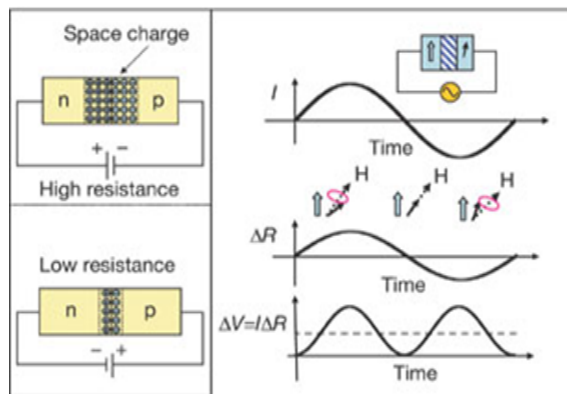 Space charge
n p
+ −
High resistance
Low resistance
n p
− +
I
Time
H H H
ΔR
Time
ΔV=IΔR
Time